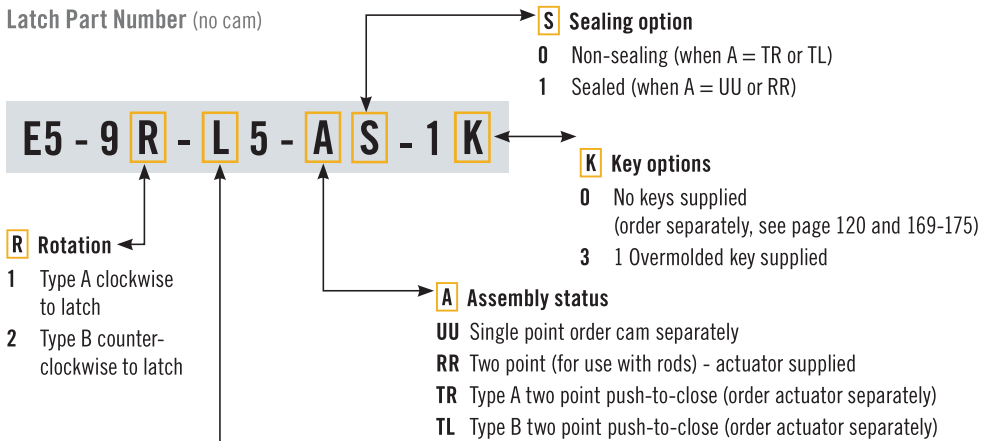 Latch Part Number (no cam)
S Sealing option
0 Non-sealing (when A = TR or TL)
1 Sealed (when A = UU or RR)
E5 - 9 R - L 5 - A S - 1 K
K Key options
0 No keys supplied
(order separately, see page 120 and 169-175)
3 1 Overmolded key supplied
R Rotation
1 Type A clockwise
to latch
2 Type B counter-
clockwise to latch
A Assembly status
UU Single point order cam separately
RR Two point (for use with rods) - actuator supplied
TR Type A two point push-to-close (order actuator separately)
TL Type B two point push-to-close (order actuator separately)